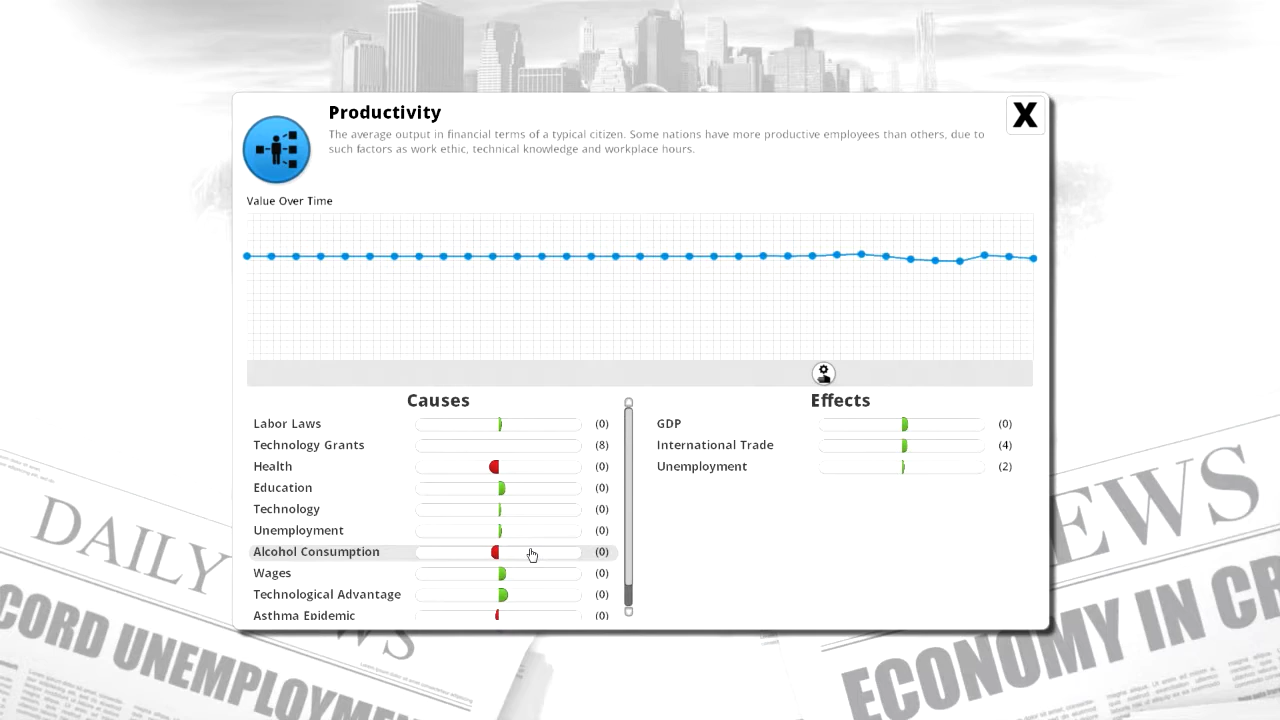 Productivity
The average output in financial terms of a typical citizen. Some nations have more productive employees than others, due to
such factors as work ethic, technical knowledge and workplace hours.
X
Value Over Time
Causes
Labor Laws (0)
Technology Grants (8)
Health (0)
Education (0)
Technology (0)
Unemployment (0)
Alcohol Consumption (0)
Wages (0)
Technological Advantage (0)
Asthma Epidemic (0)
Effects
GDP (0)
International Trade (4)
Unemployment (2)
DAILY
NEWS
CORD UNEMPLOYME
ECONOMY IN CR